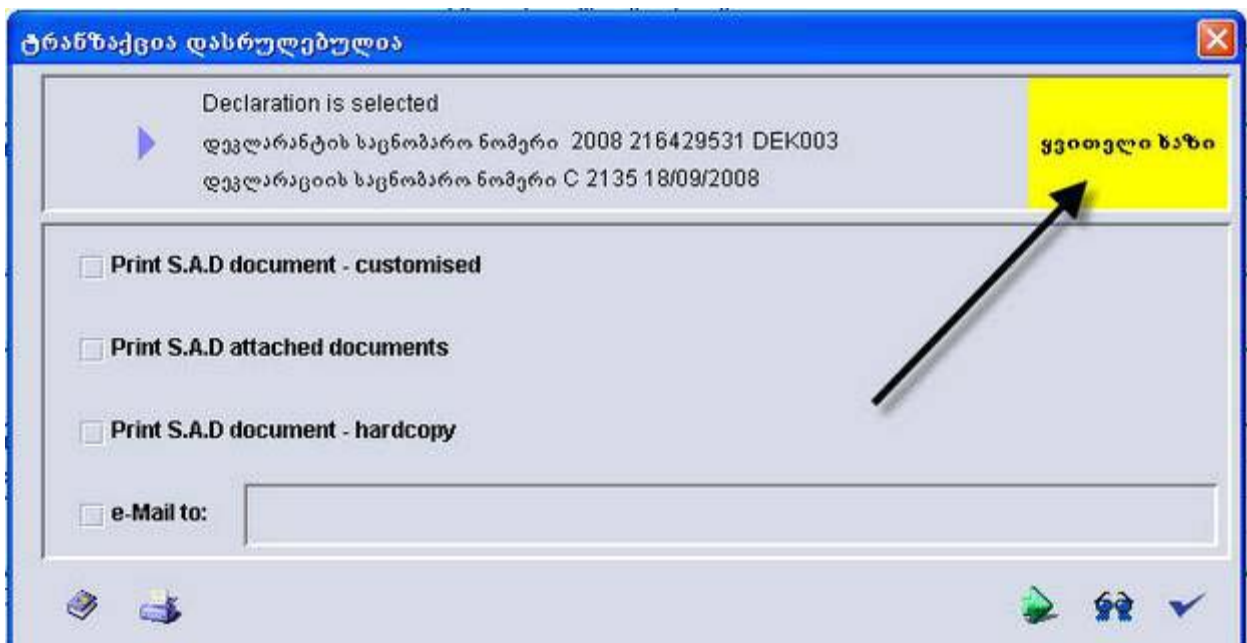 ტრანზაქცია დასრულებულია
Declaration is selected
დეკლარანტის საცნობარო ნომერი 2008 216429531 DEK003
დეკლარაციის საცნობარო ნომერი C 2135 18/09/2008
ყვითელი ხაზი
Print S.A.D document - customised
Print S.A.D attached documents
Print S.A.D document - hardcopy
e-Mail to: